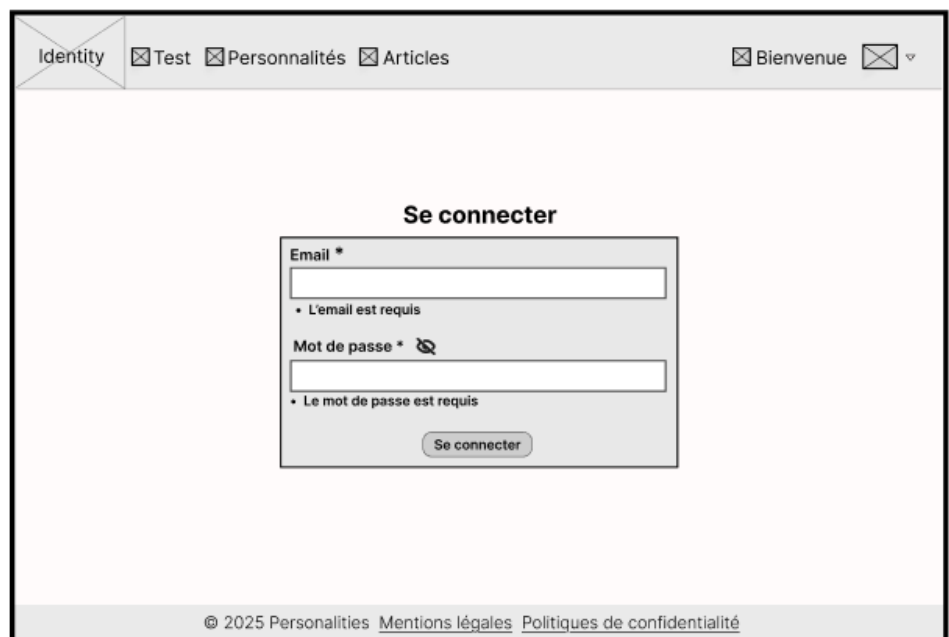 Identity Test Personnalités Articles Bienvenue
Se connecter
Email *
• L'email est requis
Mot de passe *
• Le mot de passe est requis
Se connecter
© 2025 Personalities Mentions légales Politiques de confidentialité